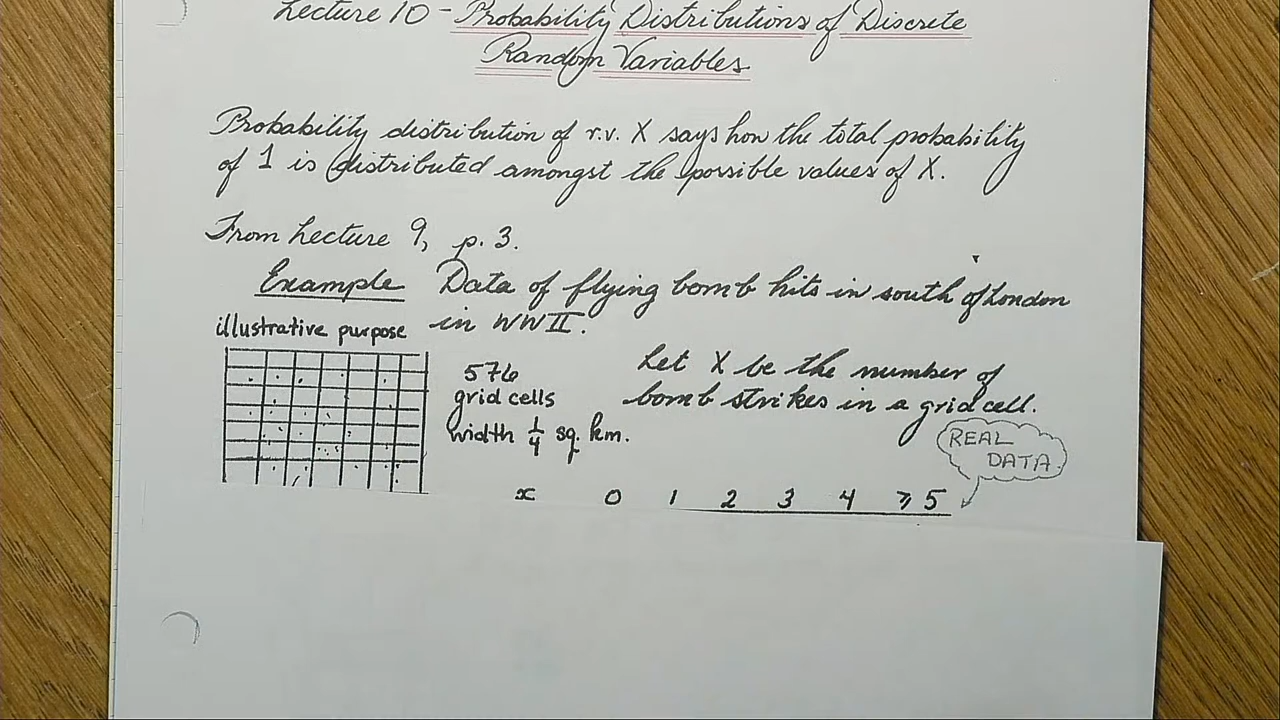 Lecture 10 - Probability Distributions of Discrete
Random Variables
Probability distribution of r.v. X says how the total probability
of 1 is distributed amongst the possible values of X.
From Lecture 9, p. 3.
Example Data of flying bomb hits in south of London
in WWII.
illustrative purpose
576
grid cells
width 1/4 sq. km.
Let X be the number of
bomb strikes in a grid cell.
REAL
DATA
x 0 1 2 3 4 ⩾ 5